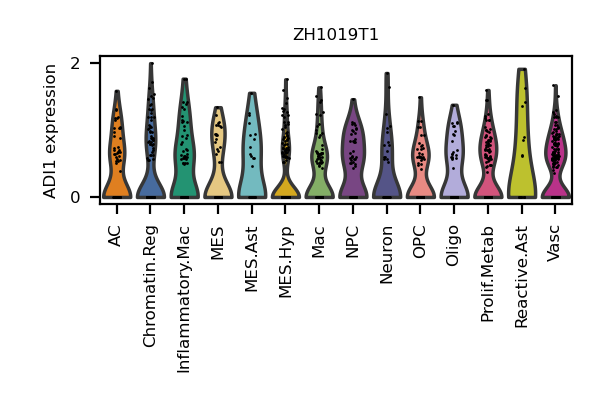 ZH1019T1
ADI1 expression
2
0
AC
Chromatin.Reg
Inflammatory.Mac
MES
MES.Ast
MES.Hyp
Mac
NPC
Neuron
OPC
Oligo
Prolif.Metab
Reactive.Ast
Vasc